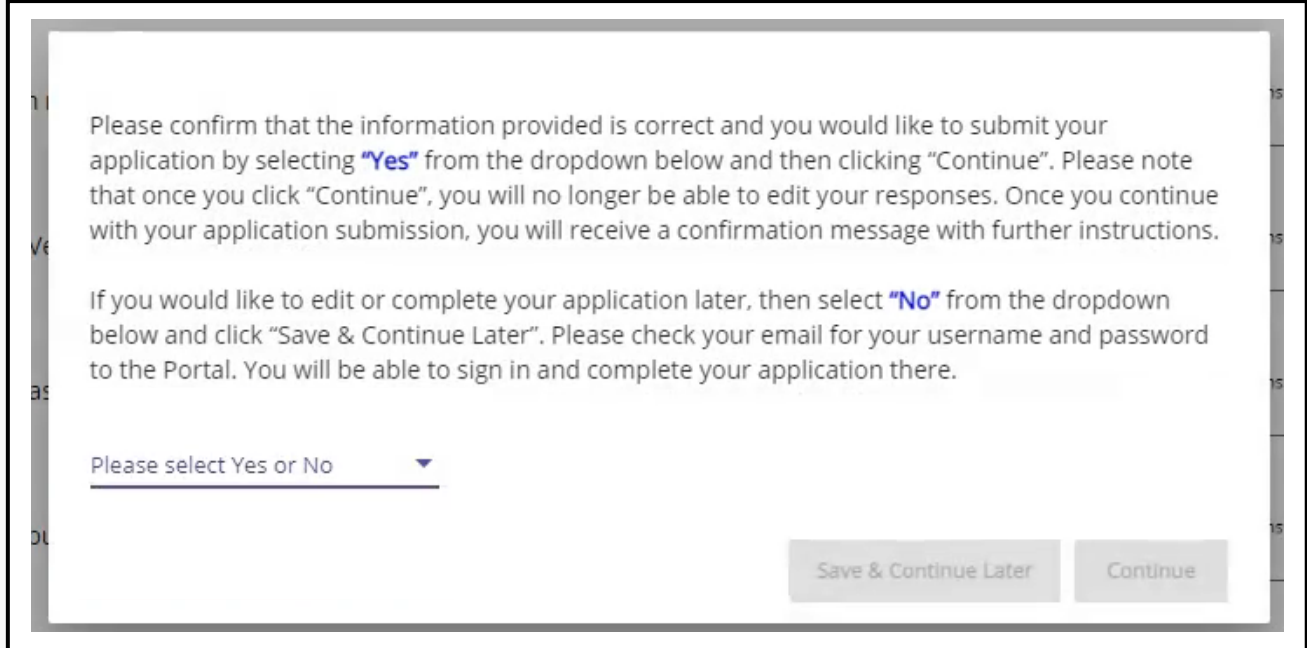 Please confirm that the information provided is correct and you would like to submit your
application by selecting “Yes” from the dropdown below and then clicking “Continue”. Please note
that once you click “Continue”, you will no longer be able to edit your responses. Once you continue
with your application submission, you will receive a confirmation message with further instructions.
If you would like to edit or complete your application later, then select “No” from the dropdown
below and click “Save & Continue Later”. Please check your email for your username and password
to the Portal. You will be able to sign in and complete your application there.
Please select Yes or No
Save & Continue Later Continue